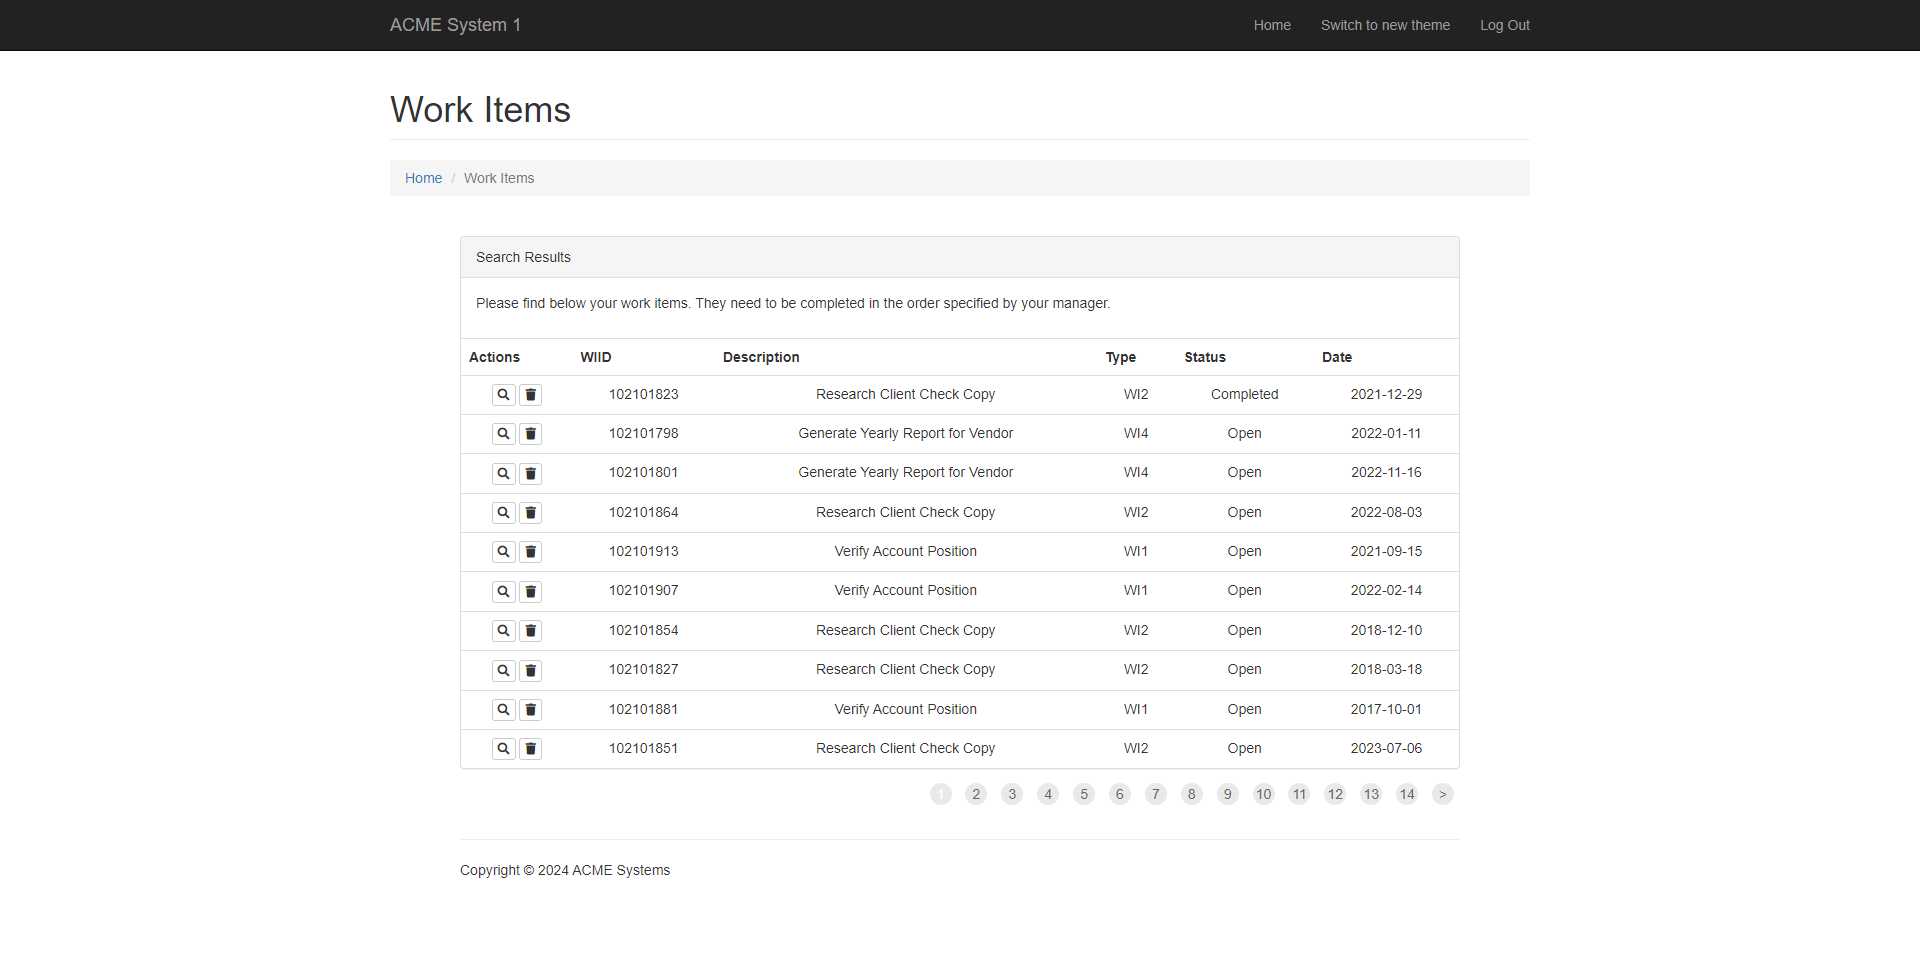 ACME System 1 Home Switch to new theme Log Out
Work Items
Home / Work Items
Search Results
Please find below your work items. They need to be completed in the order specified by your manager.
Actions WIID Description Type Status Date
102101823 Research Client Check Copy WI2 Completed 2021-12-29
102101798 Generate Yearly Report for Vendor WI4 Open 2022-01-11
102101801 Generate Yearly Report for Vendor WI4 Open 2022-11-16
102101864 Research Client Check Copy WI2 Open 2022-08-03
102101913 Verify Account Position WI1 Open 2021-09-15
102101907 Verify Account Position WI1 Open 2022-02-14
102101854 Research Client Check Copy WI2 Open 2018-12-10
102101827 Research Client Check Copy WI2 Open 2018-03-18
102101881 Verify Account Position WI1 Open 2017-10-01
102101851 Research Client Check Copy WI2 Open 2023-07-06
1 2 3 4 5 6 7 8 9 10 11 12 13 14 >
Copyright © 2024 ACME Systems